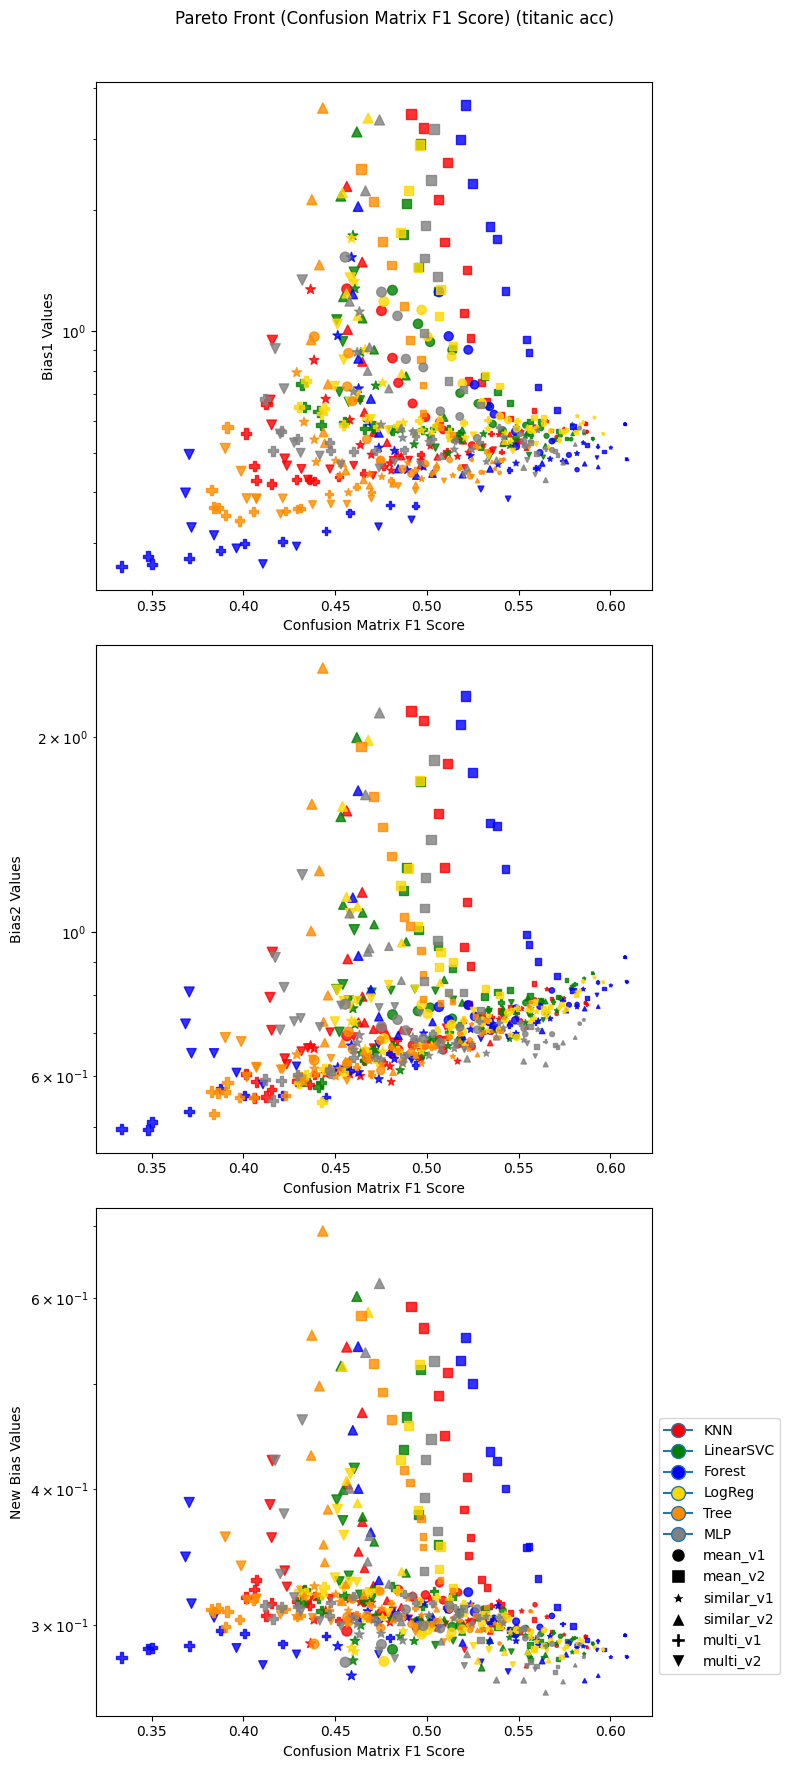 Pareto Front (Confusion Matrix F1 Score) (titanic acc)
Bias1 Values
10⁰
0.35 0.40 0.45 0.50 0.55 0.60
Confusion Matrix F1 Score
Bias2 Values
2 × 10⁰
10⁰
6 × 10⁻¹
0.35 0.40 0.45 0.50 0.55 0.60
Confusion Matrix F1 Score
New Bias Values
6 × 10⁻¹
4 × 10⁻¹
3 × 10⁻¹
0.35 0.40 0.45 0.50 0.55 0.60
Confusion Matrix F1 Score
KNN
LinearSVC
Forest
LogReg
Tree
MLP
mean_v1
mean_v2
similar_v1
similar_v2
multi_v1
multi_v2